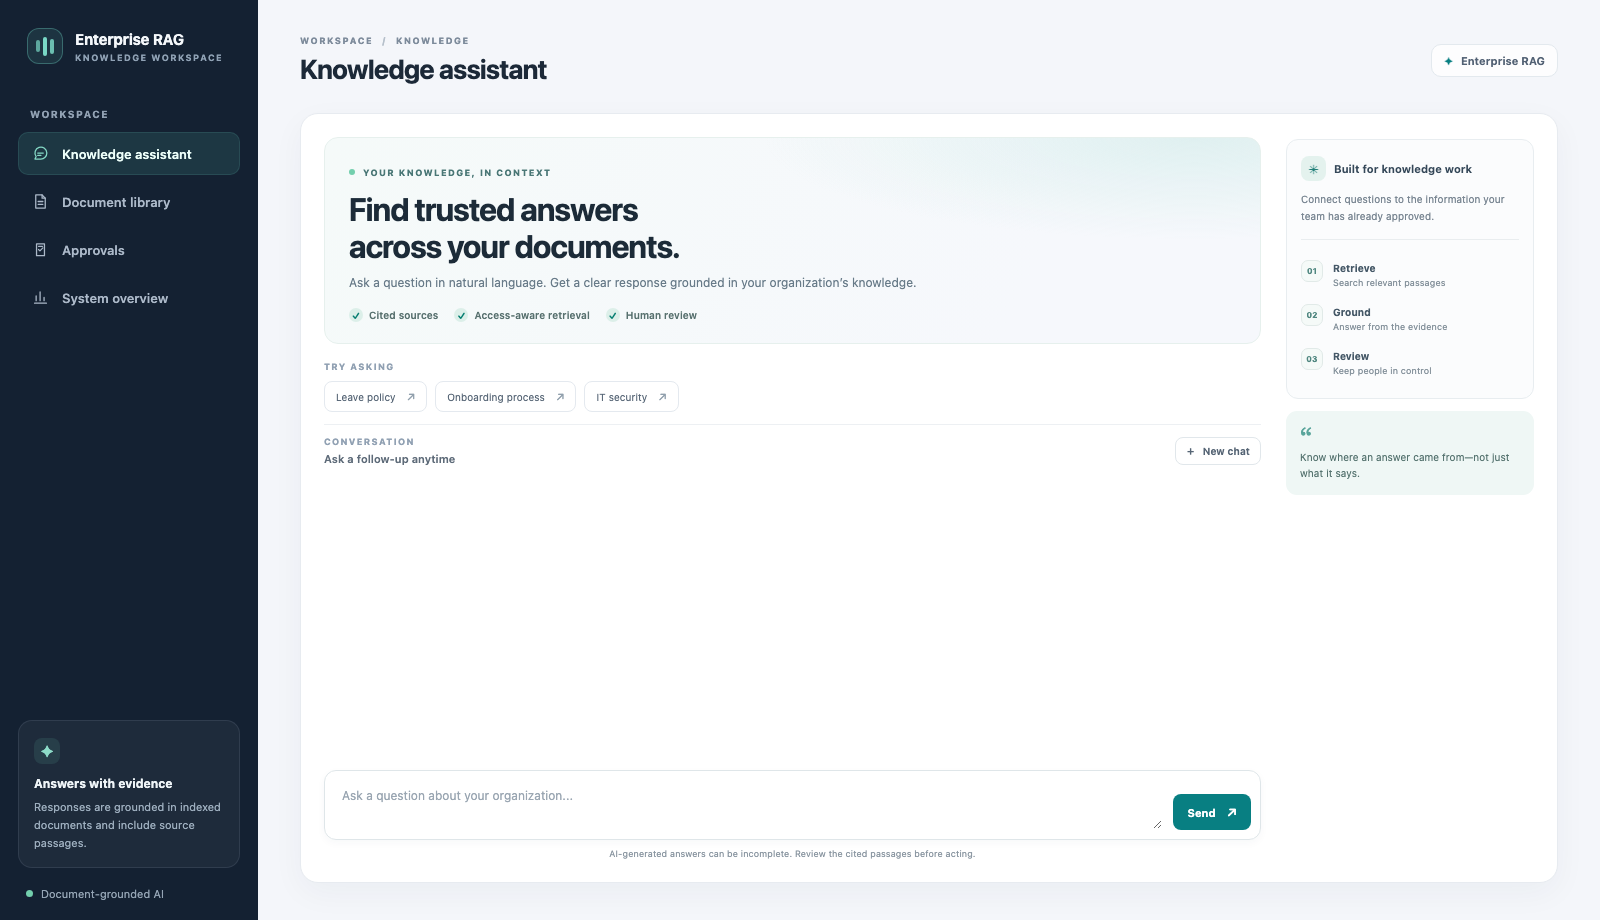 Enterprise RAG
KNOWLEDGE WORKSPACE
WORKSPACE
Knowledge assistant
Document library
Approvals
System overview
Answers with evidence
Responses are grounded in indexed
documents and include source
passages.
Document-grounded AI
WORKSPACE / KNOWLEDGE
Knowledge assistant
Enterprise RAG
YOUR KNOWLEDGE, IN CONTEXT
Find trusted answers
across your documents.
Ask a question in natural language. Get a clear response grounded in your organization's knowledge.
Cited sources Access-aware retrieval Human review
TRY ASKING
Leave policy Onboarding process IT security
CONVERSATION
Ask a follow-up anytime
+ New chat
Ask a question about your organization...
Send
AI-generated answers can be incomplete. Review the cited passages before acting.
Built for knowledge work
Connect questions to the information your
team has already approved.
01 Retrieve
Search relevant passages
02 Ground
Answer from the evidence
03 Review
Keep people in control
“
Know where an answer came from—not just
what it says.